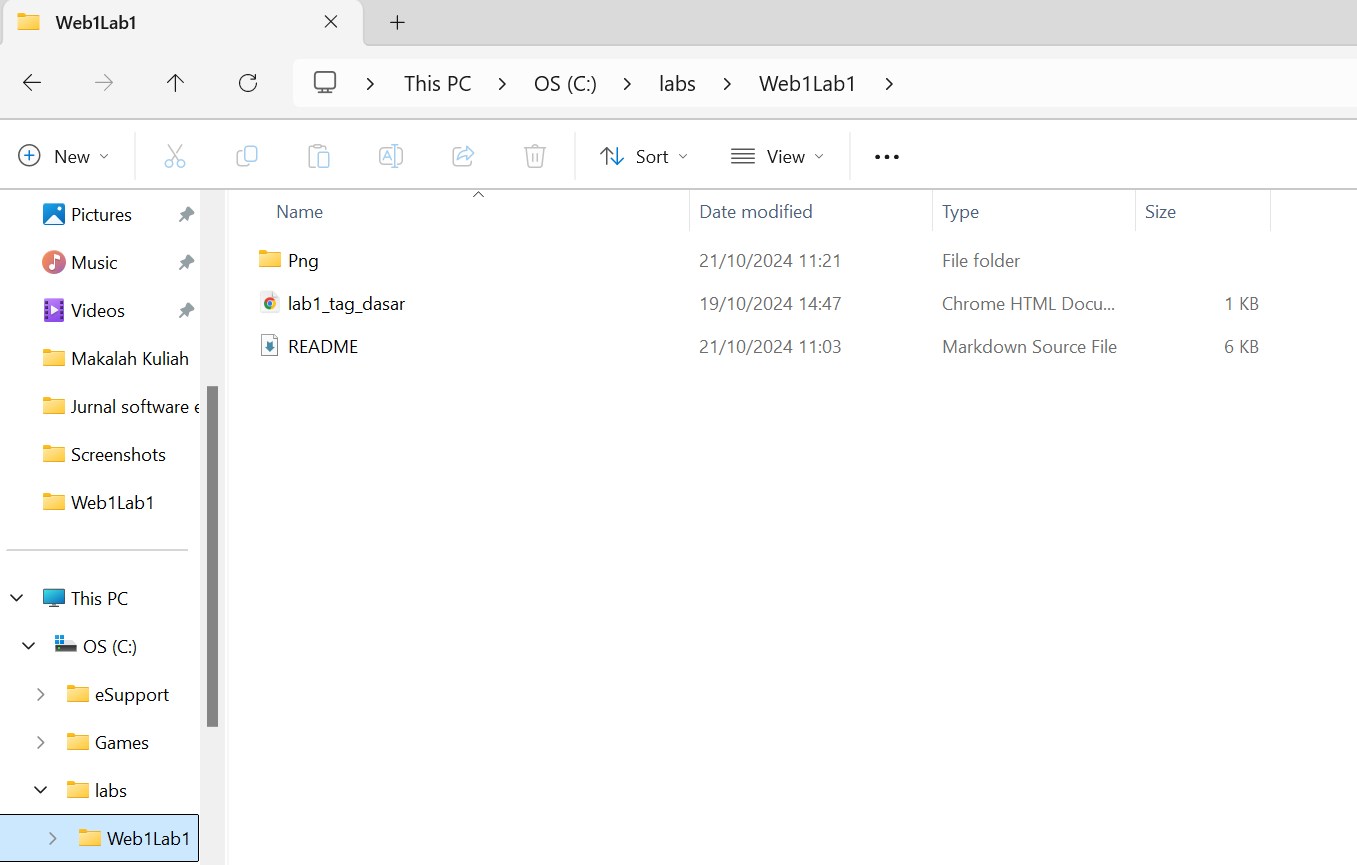 Web1Lab1
This PC OS (C:) labs Web1Lab1
New Sort View
Pictures
Music
Videos
Makalah Kuliah
Jurnal software e
Screenshots
Web1Lab1
This PC
OS (C:)
eSupport
Games
labs
Web1Lab1
Name Date modified Type Size
Png 21/10/2024 11:21 File folder
lab1_tag_dasar 19/10/2024 14:47 Chrome HTML Docu... 1 KB
README 21/10/2024 11:03 Markdown Source File 6 KB